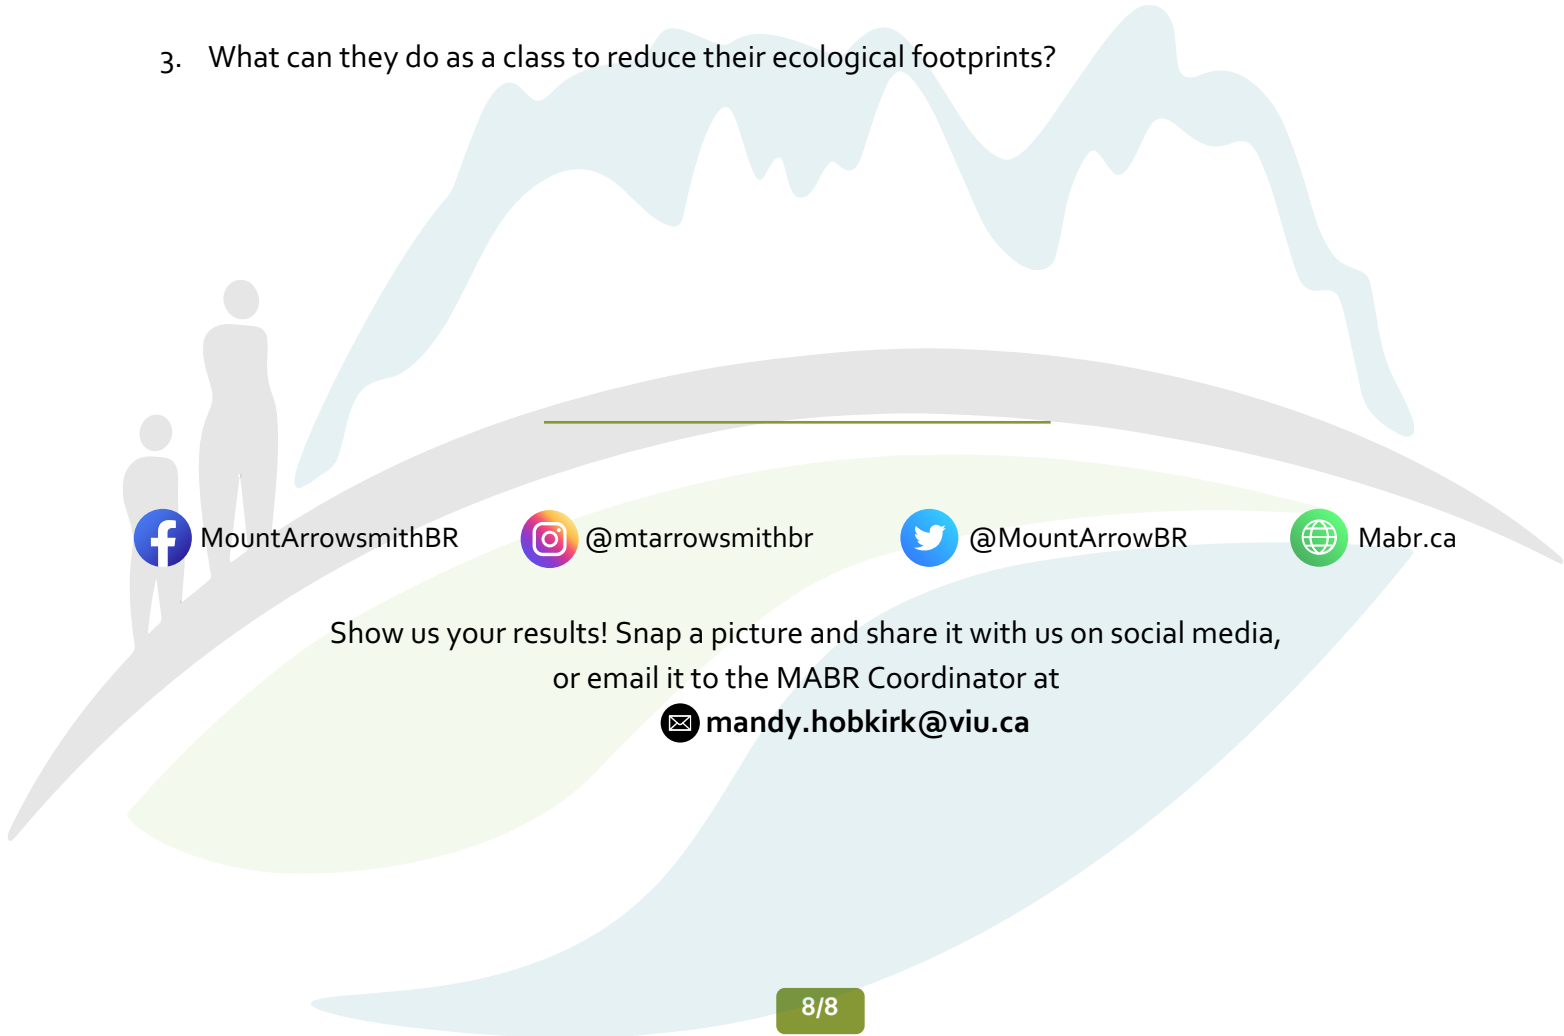 3. What can they do as a class to reduce their ecological footprints?
MountArrowsmithBR @mtarrowsmithbr @MountArrowBR Mabr.ca
Show us your results! Snap a picture and share it with us on social media,
or email it to the MABR Coordinator at
mandy.hobkirk@viu.ca
8/8